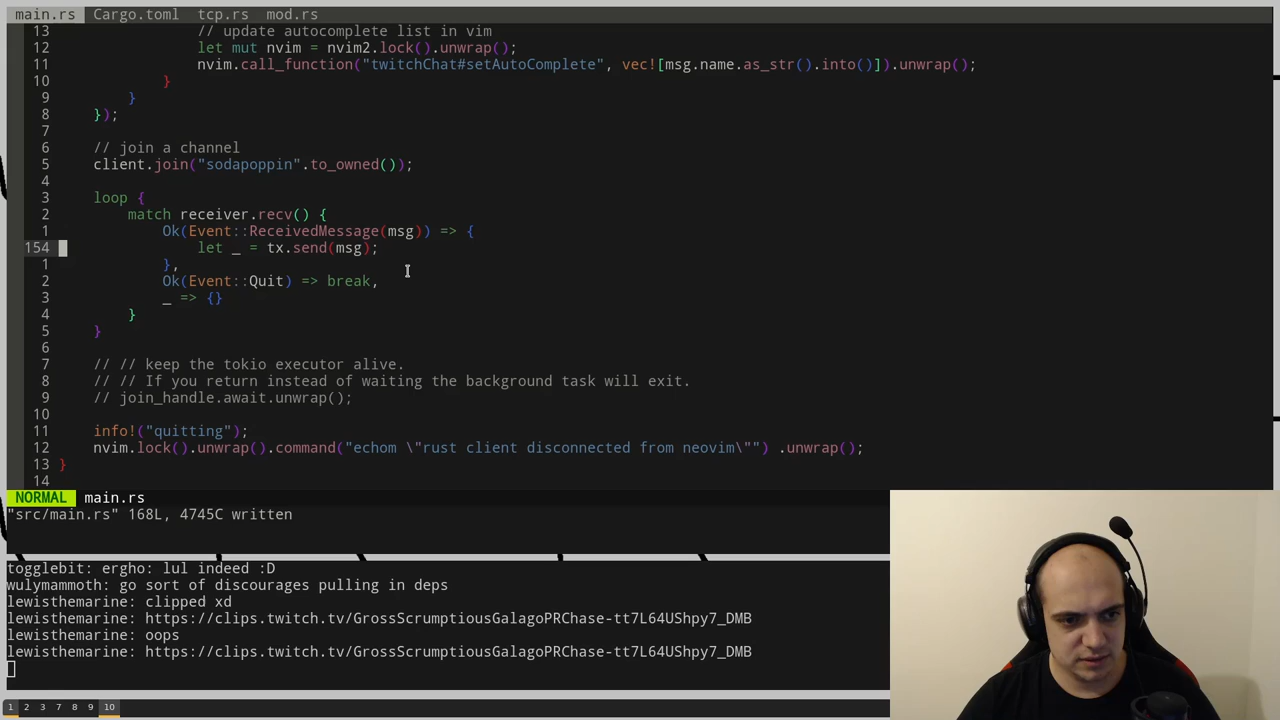 main.rs Cargo.toml tcp.rs mod.rs
13 // update autocomplete list in vim
12 let mut nvim = nvim2.lock().unwrap();
11 nvim.call_function("twitchChat#setAutoComplete", vec![msg.name.as_str().into()]).unwrap();
10 }
9 }
8 });
7
6 // join a channel
5 client.join("sodapoppin".to_owned());
4
3 loop {
2 match receiver.recv() {
1 Ok(Event::ReceivedMessage(msg)) => {
154 let _ = tx.send(msg);
1 },
2 Ok(Event::Quit) => break,
3 _ => {}
4 }
5 }
6
7 // // keep the tokio executor alive.
8 // // If you return instead of waiting the background task will exit.
9 // join_handle.await.unwrap();
10
11 info!("quitting");
12 nvim.lock().unwrap().command("echom \"rust client disconnected from neovim\"") .unwrap();
13 }
14
NORMAL main.rs
"src/main.rs" 168L, 4745C written
togglebit: ergho: lul indeed :D
wulymammoth: go sort of discourages pulling in deps
lewisthemarine: clipped xd
lewisthemarine: https://clips.twitch.tv/GrossScrumptiousGalagoPRChase-tt7L64UShpy7_DMB
lewisthemarine: oops
lewisthemarine: https://clips.twitch.tv/GrossScrumptiousGalagoPRChase-tt7L64UShpy7_DMB
1 2 3 7 8 9 10